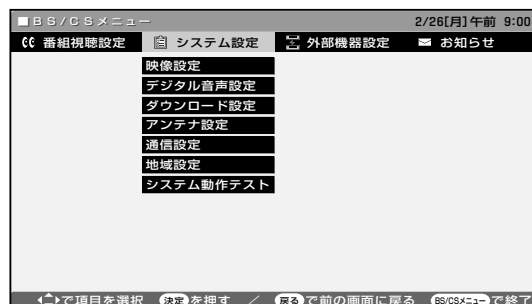 ■BS/CSメニュー 2/26[月]午前 9:00
番組視聴設定 システム設定 外部機器設定 お知らせ
映像設定
デジタル音声設定
ダウンロード設定
アンテナ設定
通信設定
地域設定
システム動作テスト
で項目を選択 決定を押す / 戻るで前の画面に戻る BS/CSメニューで終了